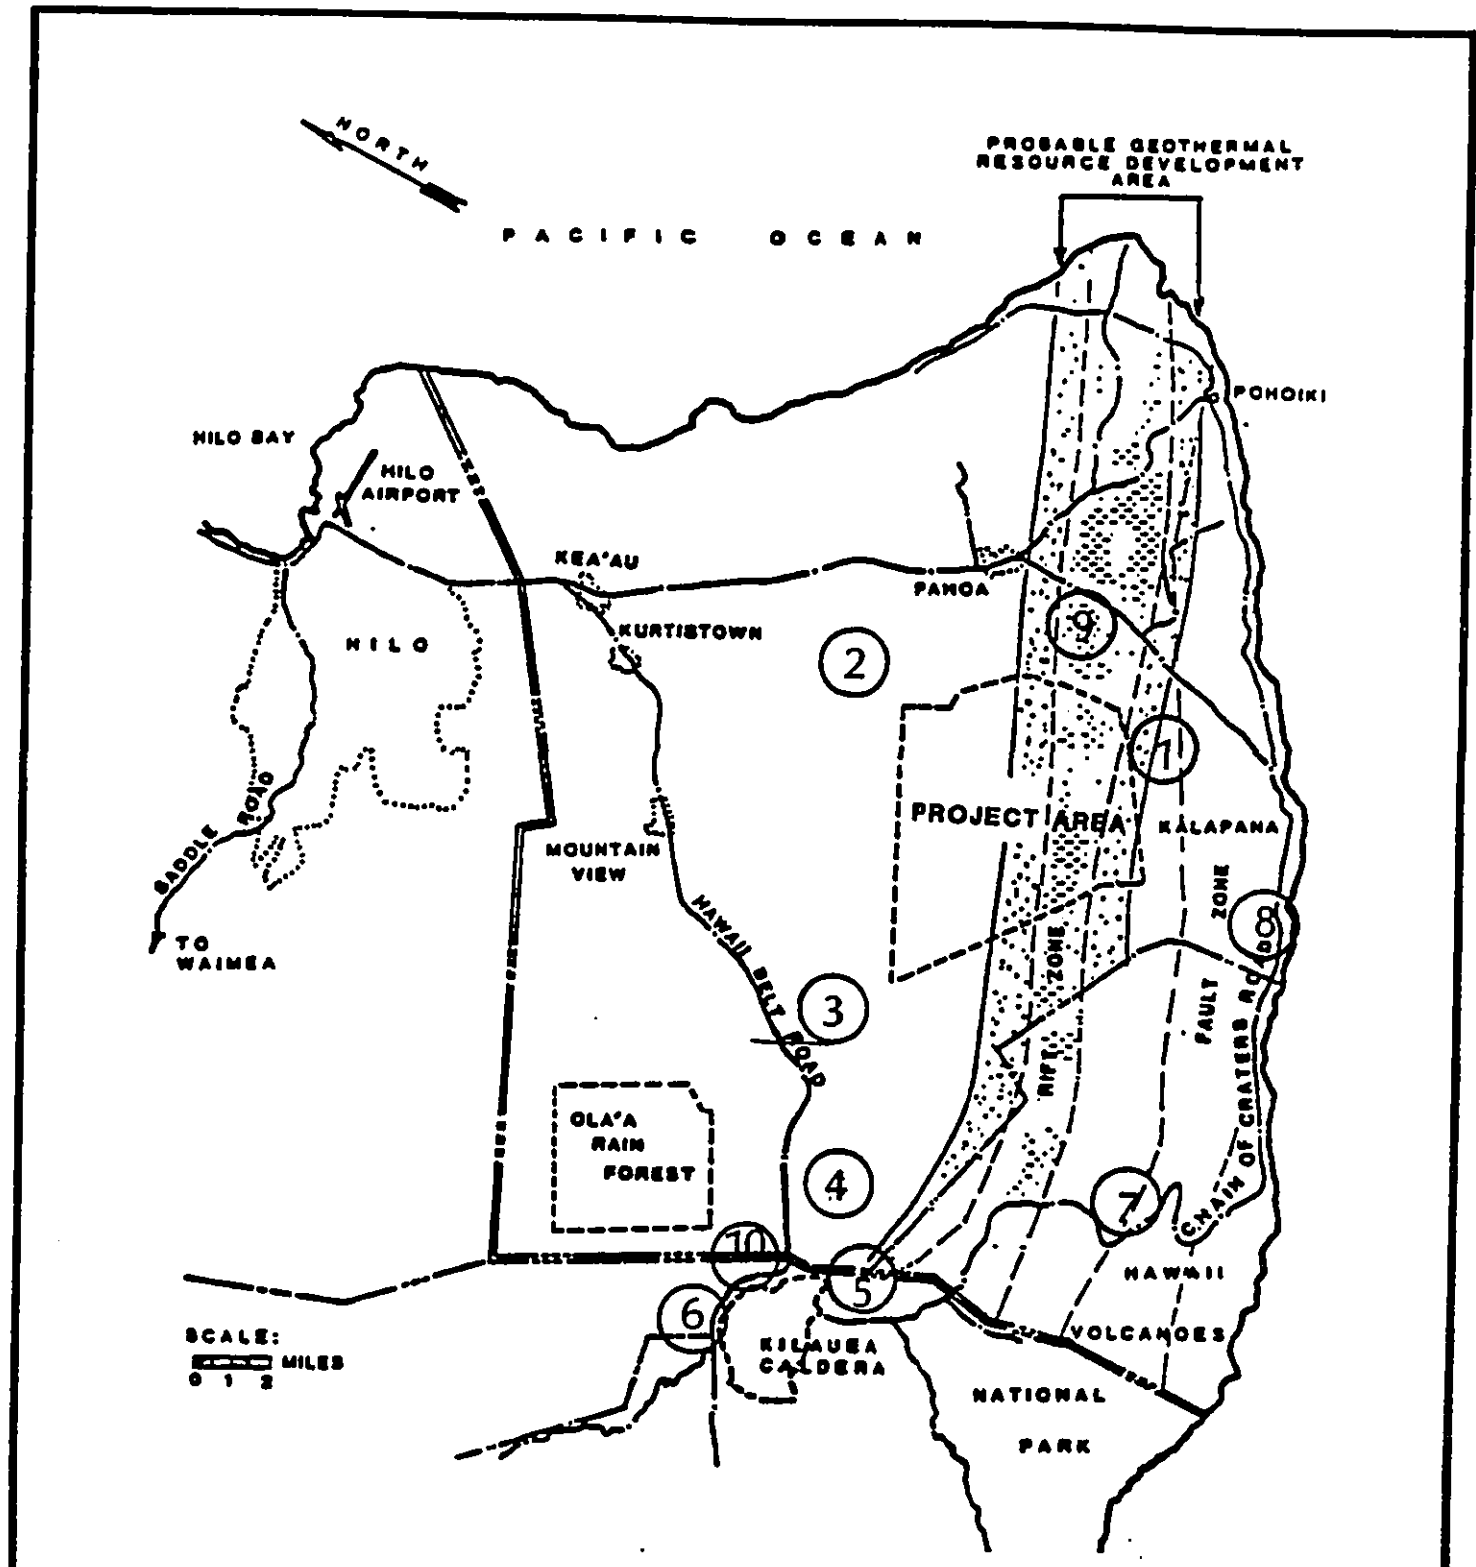 NORTH
PROBABLE GEOTHERMAL
RESOURCE DEVELOPMENT
AREA
PACIFIC OCEAN
POHOIKI
HILO BAY
HILO
AIRPORT
KEA'AU
PAHOA
9
KURTISTOWN
HILO
2
1
PROJECT AREA
KALAPANA
SADDLE ROAD
MOUNTAIN
VIEW
ZONE
8
HAWAII BELT ROAD
TO
WAIMEA
RIFT ZONE
FAULT
3
CHAIN OF CRATERS ROAD
OLA'A
RAIN
FOREST
4
7
10
5
HAWAII
6
SCALE:
MILES
0 1 2
KILAUEA
CALDERA
VOLCANOES
NATIONAL
PARK